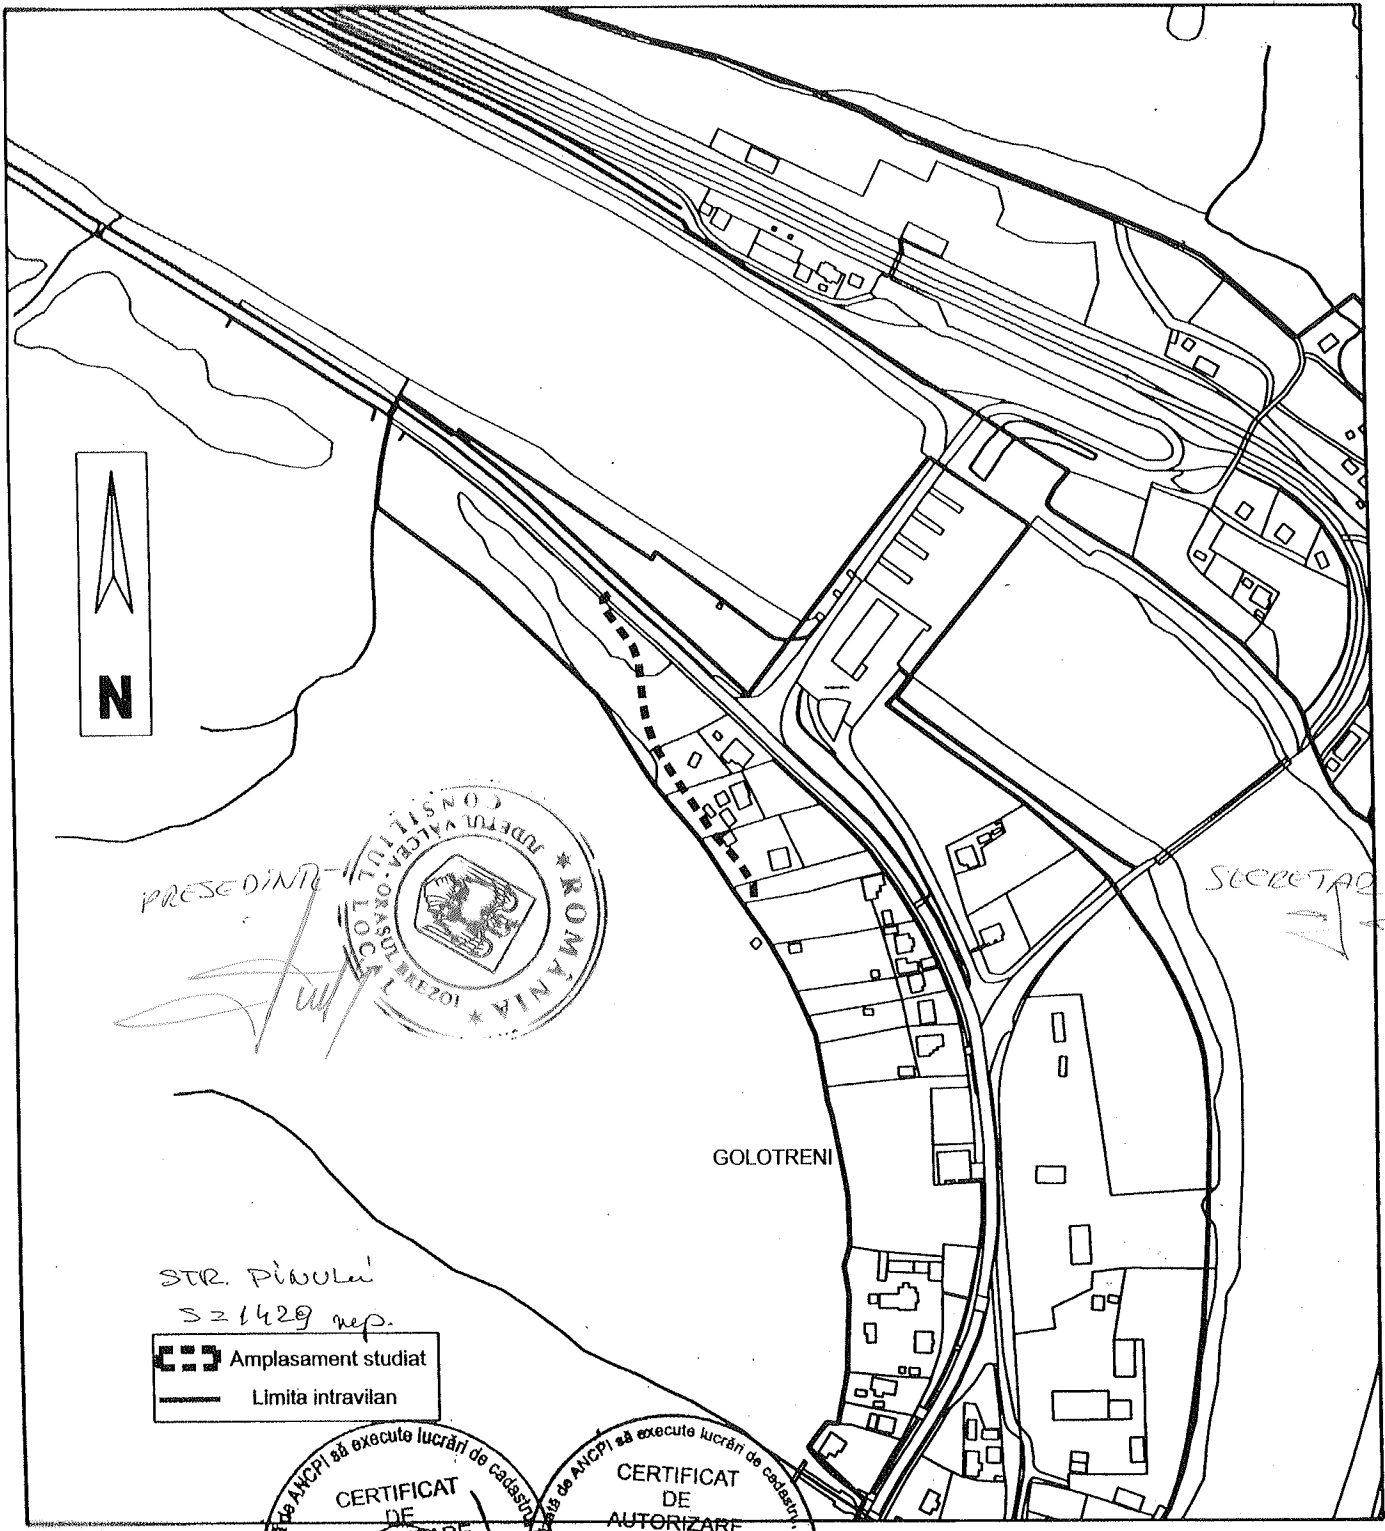 N
PRESEDINTE
ROMÂNIA
JUDEȚUL VÂLCEA - ORAȘUL BREZOI
CONSILIUL LOCAL
SECRETAR
GOLOTRENI
STR. PINULUI
S=1429 mp.
Amplasament studiat
Limita intravilan
de ANCPI să execute lucrări de cadastru
CERTIFICAT
DE
de ANCPI să execute lucrări de cadastru,
CERTIFICAT
DE
AUTORIZARE